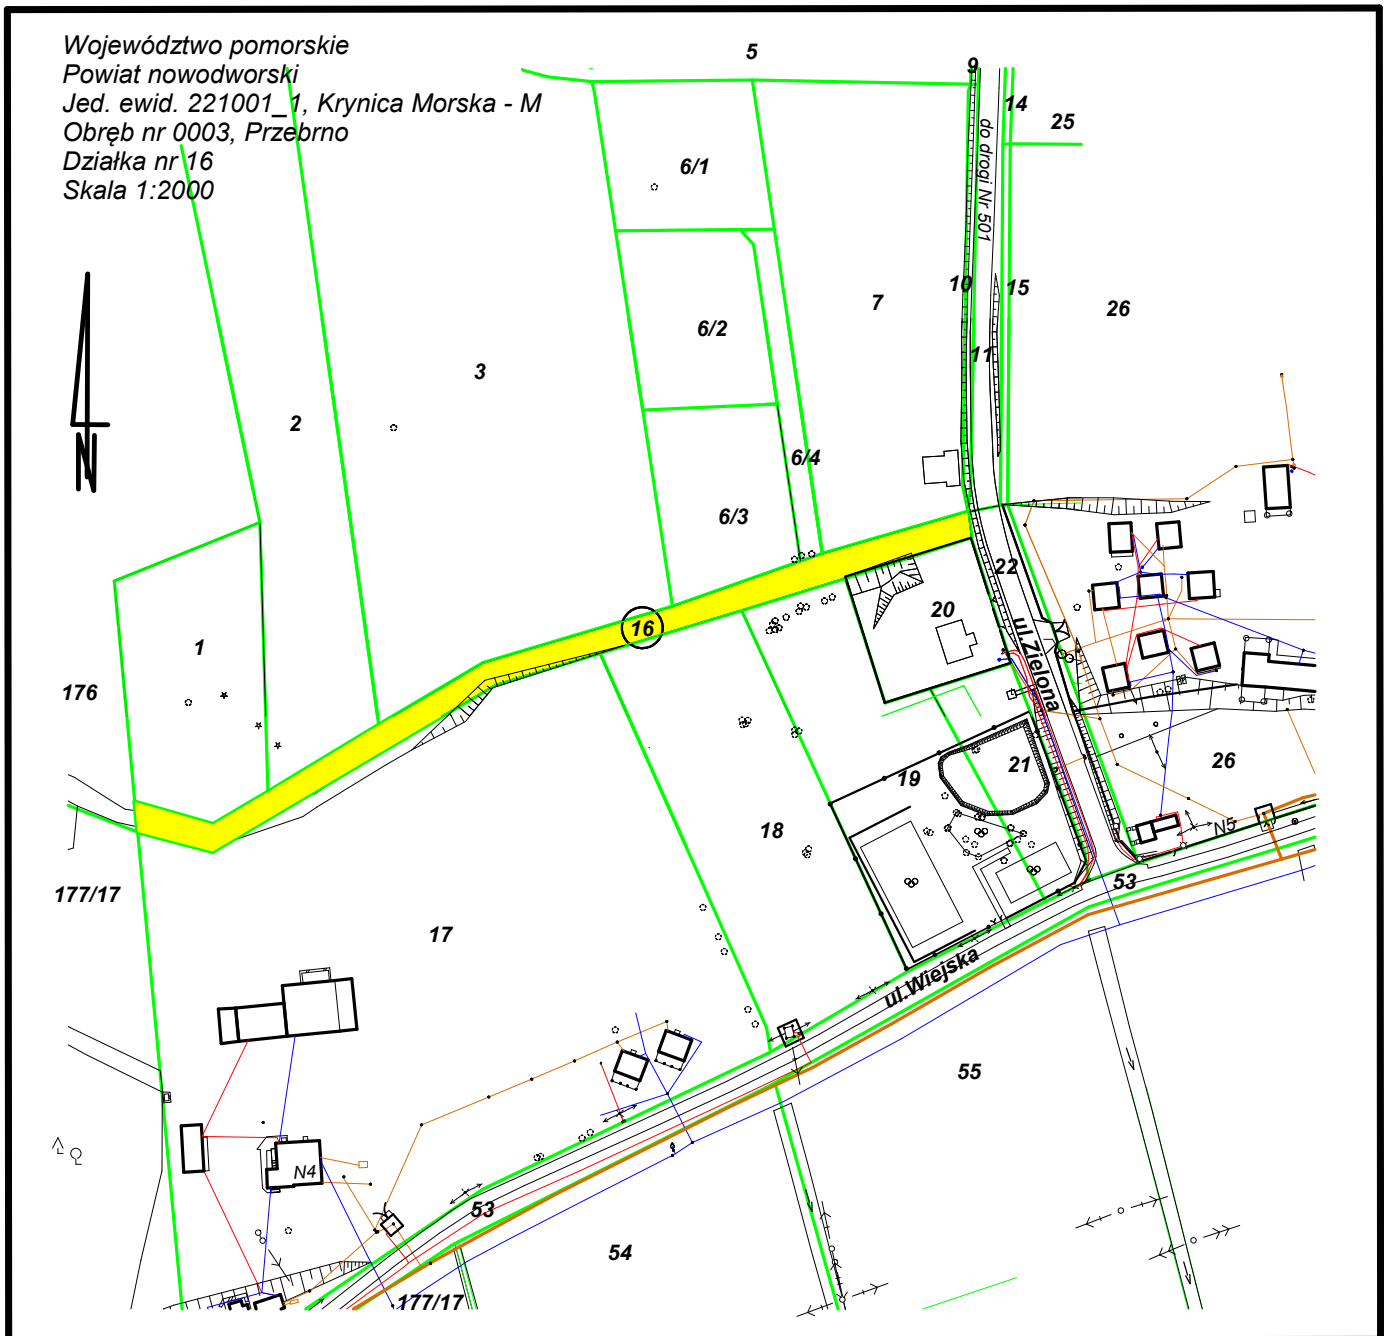 Województwo pomorskie
Powiat nowodworski
Jed. ewid. 221001_1, Krynica Morska - M
Obręb nr 0003, Przebrno
Działka nr 16
Skala 1:2000
5
9
14
25
do drogi Nr 501
6/1
10
15
26
7
6/2
11
3
2
6/4
6/3
N
22
20
16
ul.Zielona
1
176
21
19
26
18
N5
53
177/17
17
ul.Wiejska
55
N4
53
54
177/17